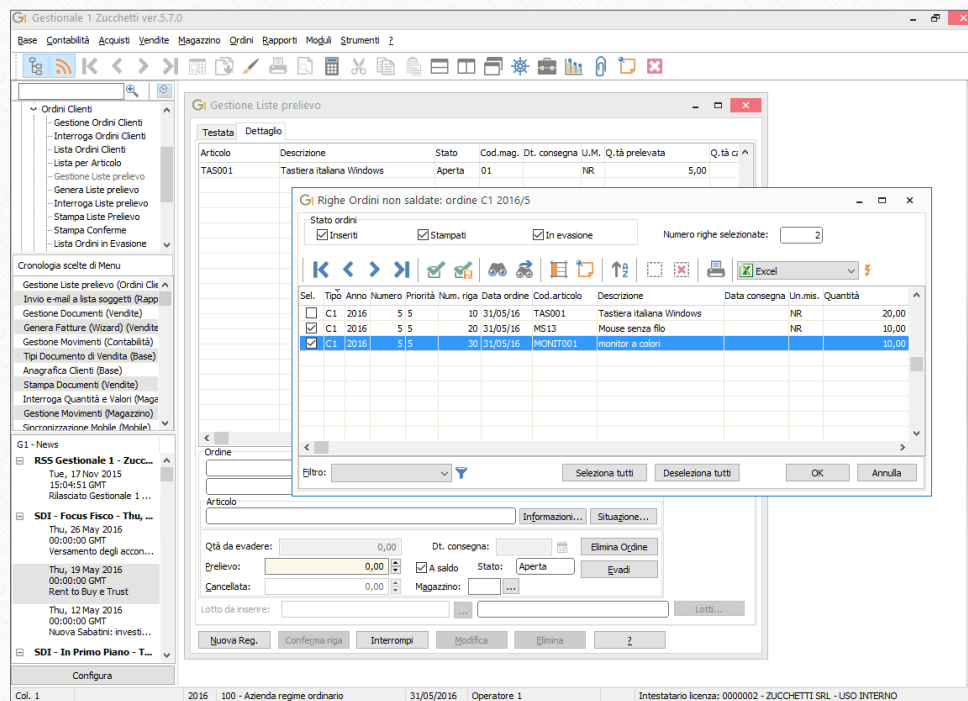 Gestionale 1 Zucchetti ver.5.7.0
Base Contabilità Acquisti Vendite Magazzino Ordini Rapporti Moduli Strumenti ?
Ordini Clienti
Gestione Ordini Clienti
Interroga Ordini Clienti
Lista Ordini Clienti
Lista per Articolo
Gestione Liste prelievo
Genera Liste prelievo
Interroga Liste prelievo
Stampa Liste Prelievo
Stampa Conferme
Lista Ordini in Evasione
Cronologia scelte di Menu
Gestione Liste prelievo (Ordini Clie
Invio e-mail a lista soggetti (Rapp
Gestione Documenti (Vendite)
Genera Fatture (Wizard) (Vendite
Gestione Movimenti (Contabilità)
Tipi Documento di Vendita (Base)
Anagrafica Clienti (Base)
Stampa Documenti (Vendite)
Interroga Quantità e Valori (Maga
Gestione Movimenti (Magazzino)
Sincronizzazione Mobile (Mobile)
G1 - News
RSS Gestionale 1 - Zucc...
Tue, 17 Nov 2015
15:04:51 GMT
Rilasciato Gestionale 1 ...
SDI - Focus Fisco - Thu, ...
Thu, 26 May 2016
00:00:00 GMT
Versamento degli accon...
Thu, 19 May 2016
00:00:00 GMT
Rent to Buy e Trust
Thu, 12 May 2016
00:00:00 GMT
Nuova Sabatini: investi...
SDI - In Primo Piano - T...
Configura
Gestione Liste prelievo
Testata Dettaglio
Articolo Descrizione Stato Cod.mag. Dt. consegna U.M. Q.tà prelevata Q.tà ca
TAS001 Tastiera italiana Windows Aperta 01 NR 5,00
Righe Ordini non saldate: ordine C1 2016/5
Stato ordini
Inseriti Stampati In evasione Numero righe selezionate: 2
Excel
Sel. Tipo Anno Numero Priorità Num. riga Data ordine Cod.articolo Descrizione Data consegna Un.mis. Quantità
C1 2016 5 5 10 31/05/16 TAS001 Tastiera italiana Windows NR 20,00
C1 2016 5 5 20 31/05/16 MS13 Mouse senza filo NR 10,00
C1 2016 5 5 30 31/05/16 MONIT001 monitor a colori NR 10,00
Filtro: Seleziona tutti Deseleziona tutti OK Annulla
Ordine
Articolo
Informazioni... Situazione...
Qtà da evadere: 0,00 Dt. consegna: Elimina Ordine
Prelievo: 0,00 A saldo Stato: Aperta Evadi
Cancellata: 0,00 Magazzino: ...
Lotto da inserire: ... Lotti...
Nuova Reg. Conferma riga Interrompi Modifica Elimina ?
Col. 1 2016 100 - Azienda regime ordinario 31/05/2016 Operatore 1 Intestatario licenza: 0000002 - ZUCCHETTI SRL - USO INTERNO